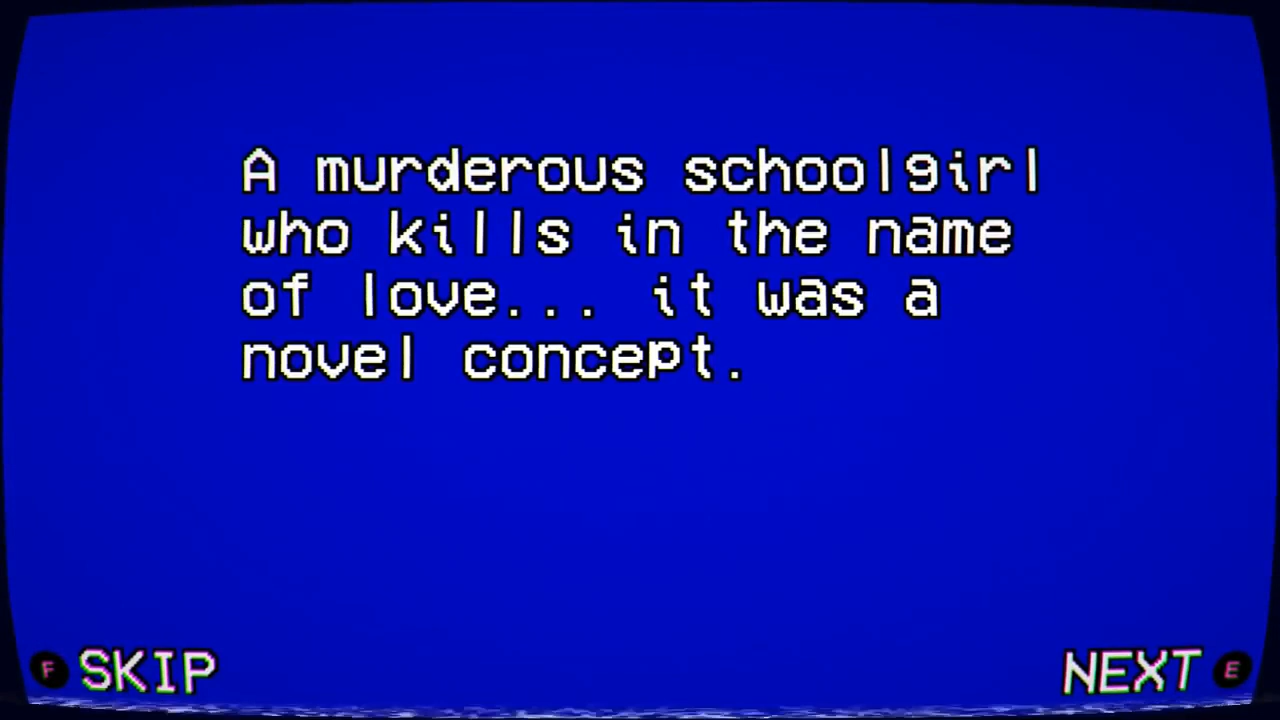 A murderous schoolgirl
who kills in the name
of love... it was a
novel concept.
F SKIP
NEXT E